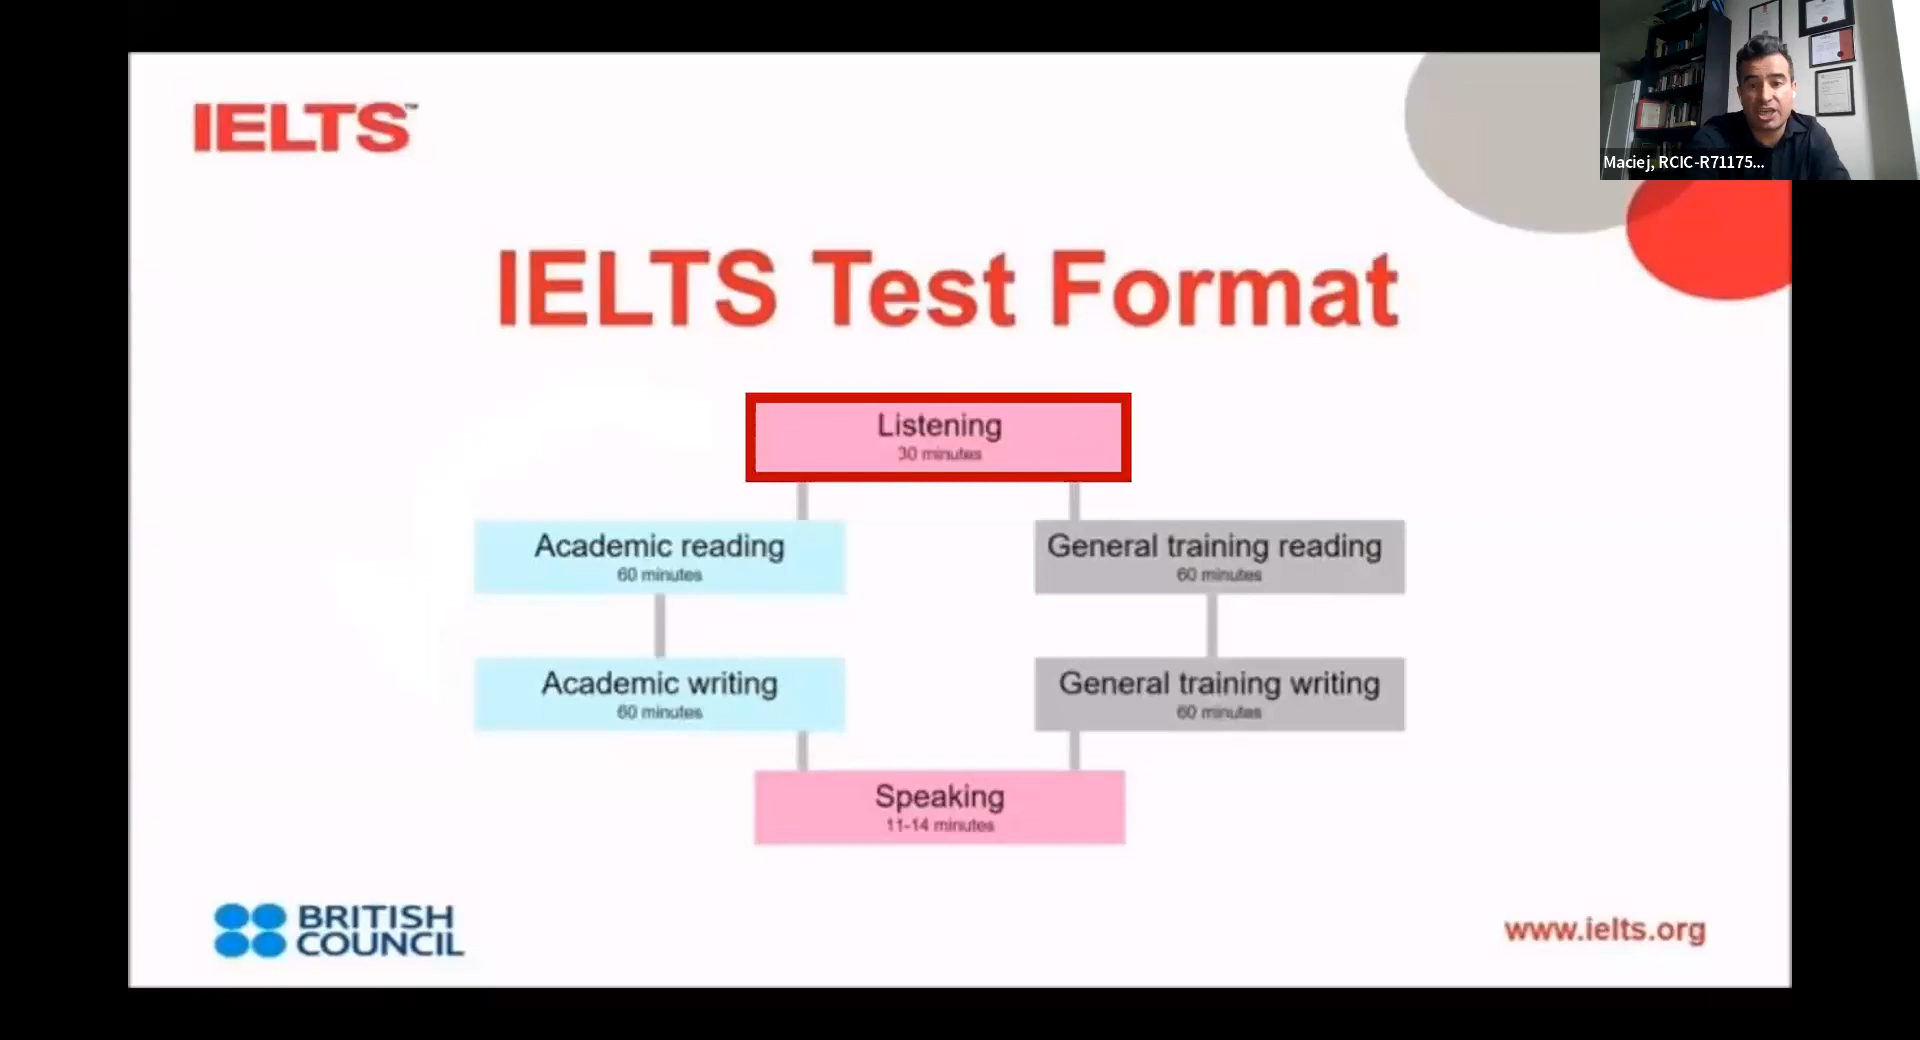 IELTS™
Maciej, RCIC-R71175...
IELTS Test Format
Listening
30 minutes
Academic reading
60 minutes
General training reading
60 minutes
Academic writing
60 minutes
General training writing
60 minutes
Speaking
11-14 minutes
BRITISH
COUNCIL
www.ielts.org